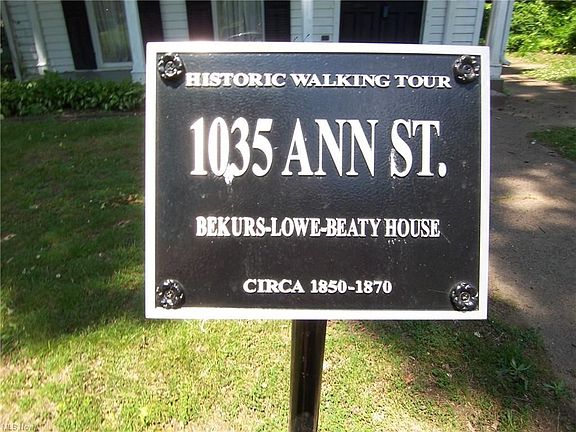 HISTORIC WALKING TOUR
1035 ANN ST.
BEKURS-LOWE-BEATY HOUSE
CIRCA 1850-1870